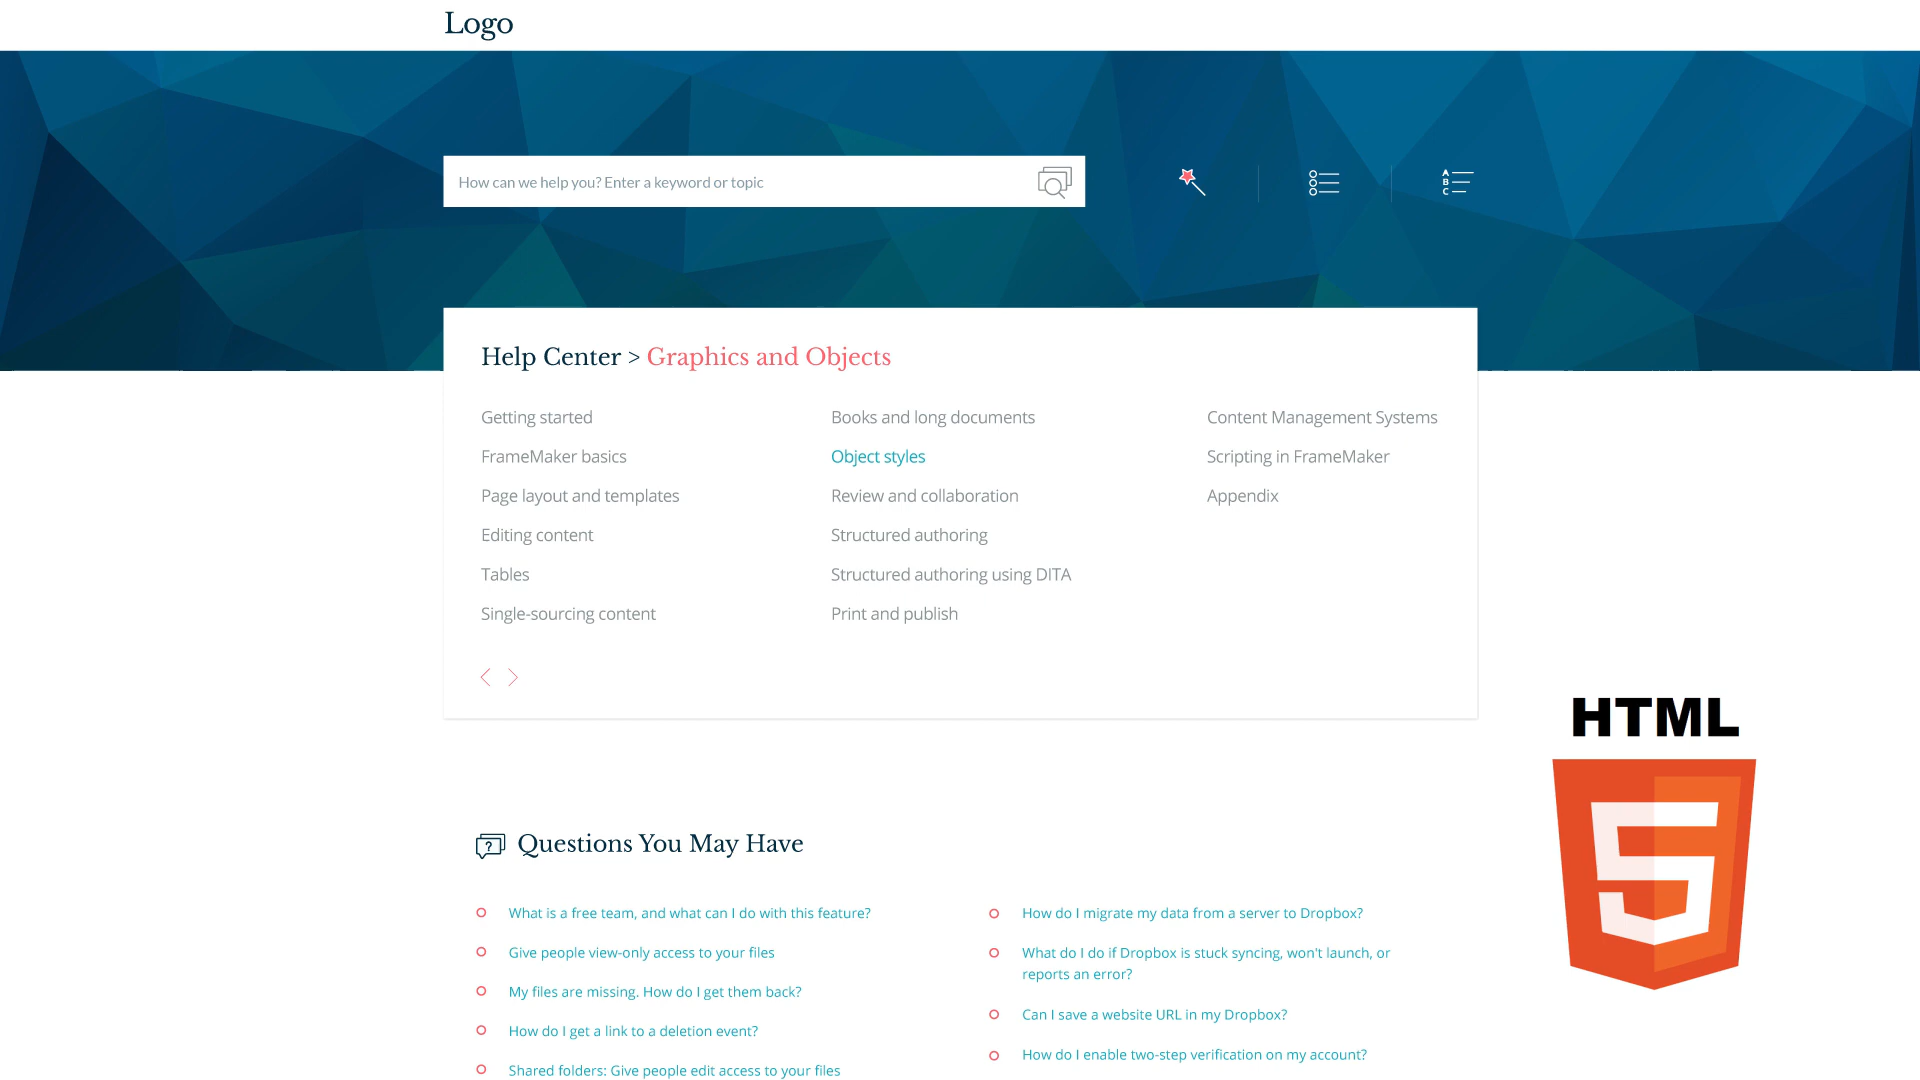 Logo
How can we help you? Enter a keyword or topic
A
B
C
Help Center > Graphics and Objects
Getting started
FrameMaker basics
Page layout and templates
Editing content
Tables
Single-sourcing content
Books and long documents
Object styles
Review and collaboration
Structured authoring
Structured authoring using DITA
Print and publish
Content Management Systems
Scripting in FrameMaker
Appendix
HTML
5
? Questions You May Have
What is a free team, and what can I do with this feature?
Give people view-only access to your files
My files are missing. How do I get them back?
How do I get a link to a deletion event?
Shared folders: Give people edit access to your files
How do I migrate my data from a server to Dropbox?
What do I do if Dropbox is stuck syncing, won't launch, or
reports an error?
Can I save a website URL in my Dropbox?
How do I enable two-step verification on my account?